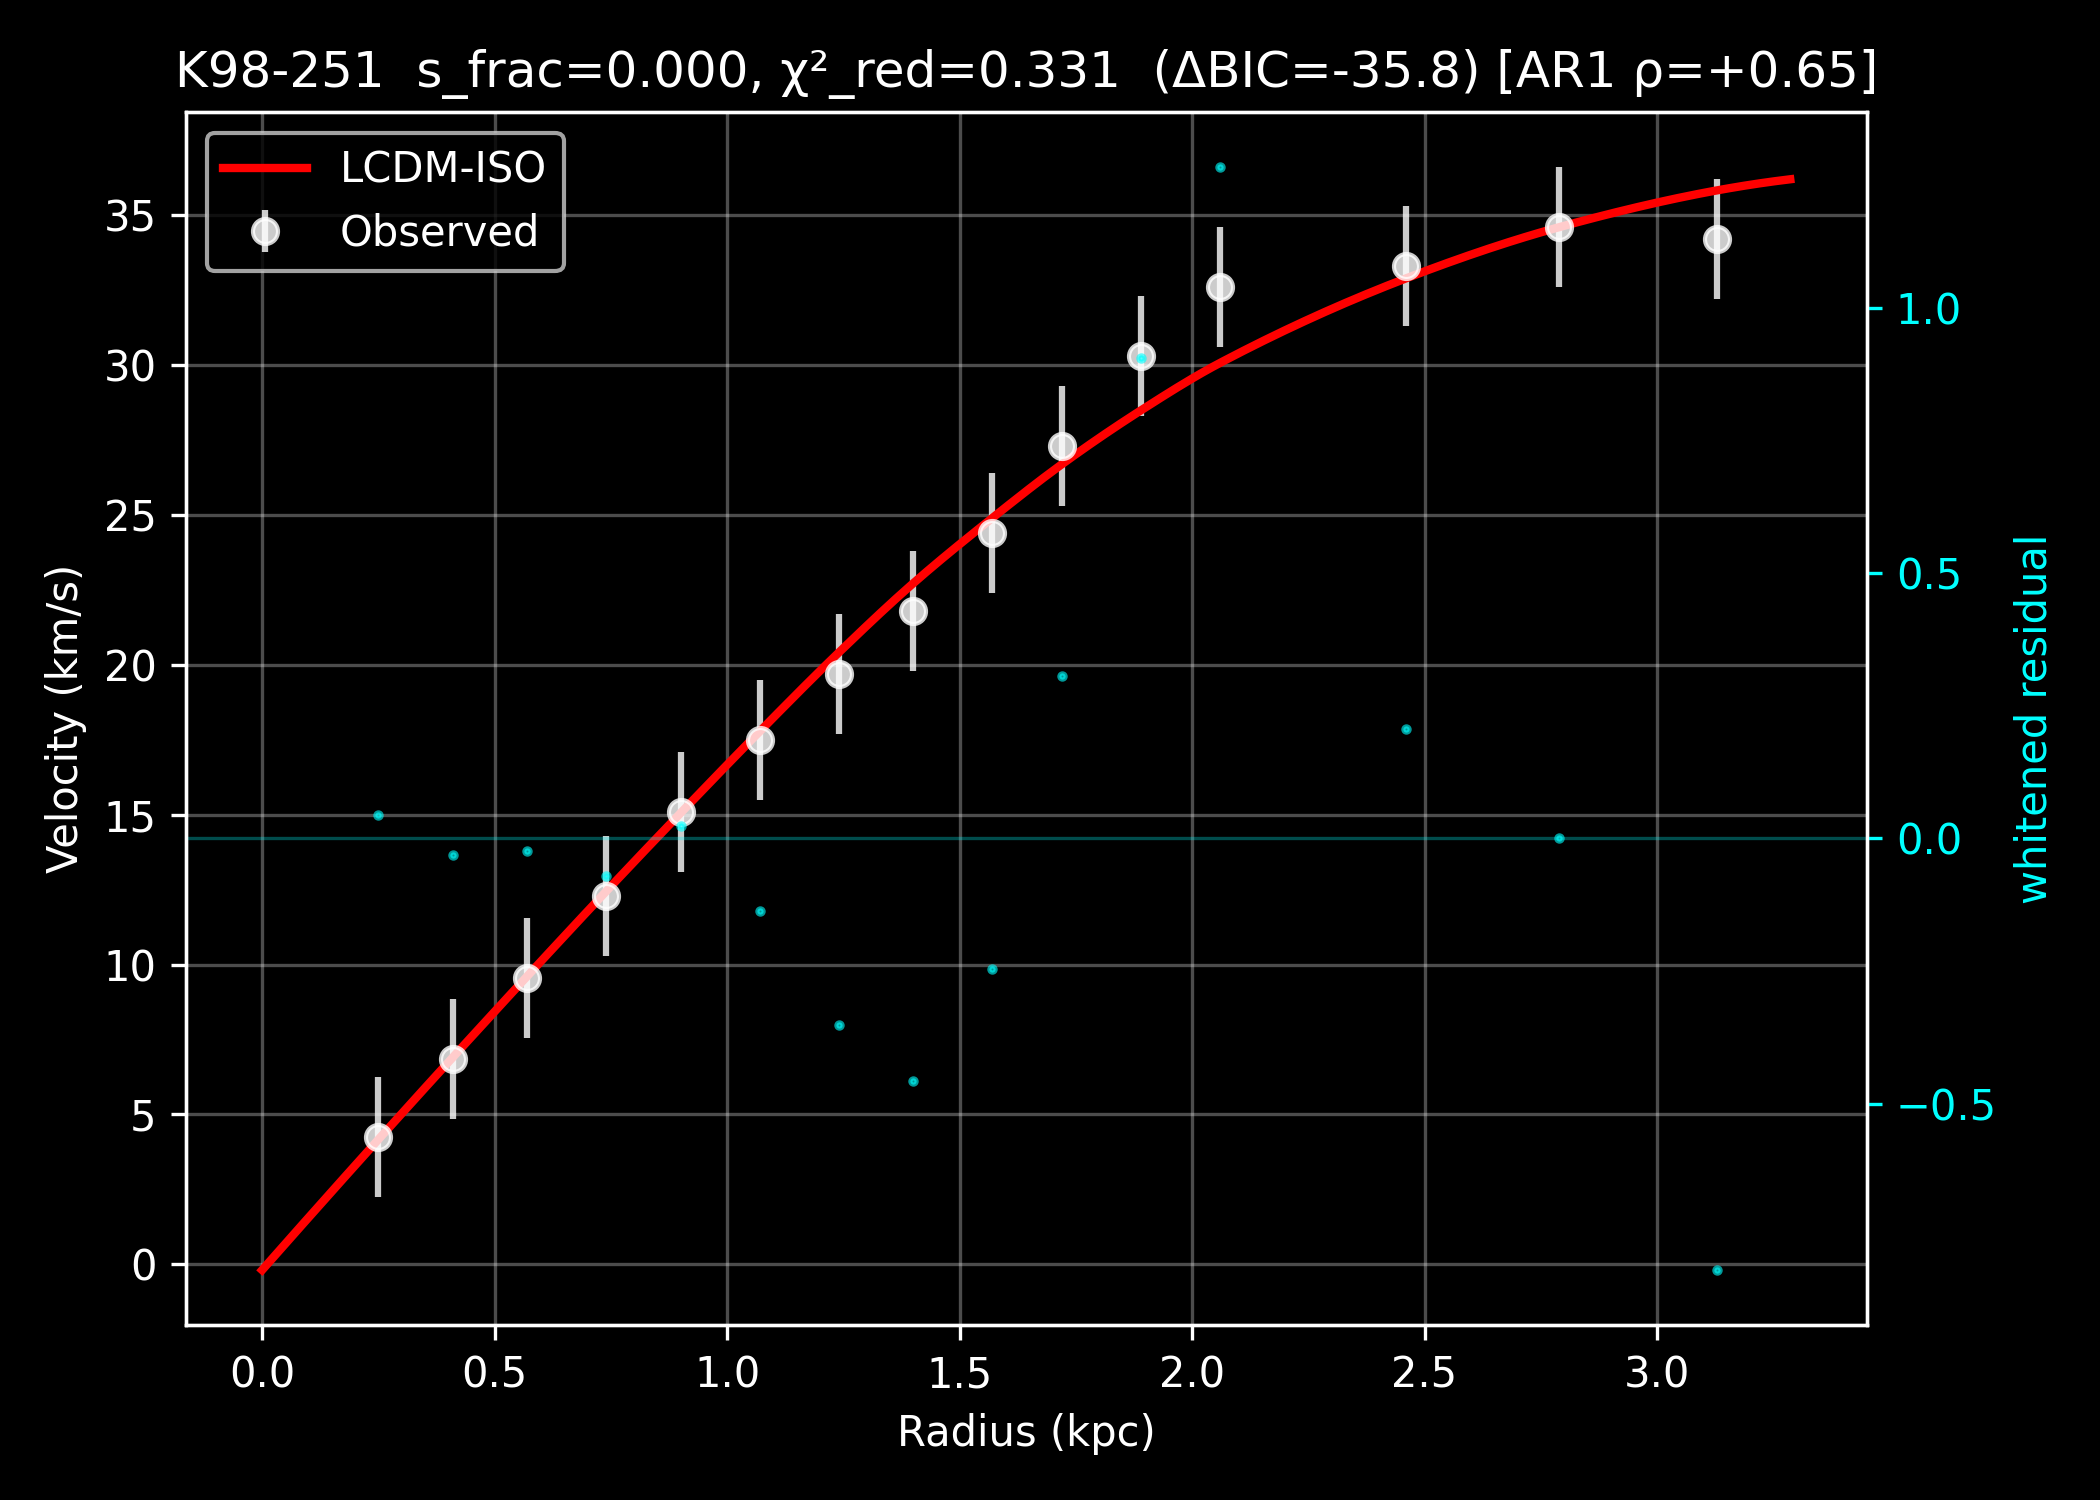 K98-251  s_frac=0.000, χ²_red=0.331  (ΔBIC=-35.8) [AR1 ρ=+0.65]
LCDM-ISO
Observed
35
30
25
20
15
10
5
0
Velocity (km/s)
1.0
0.5
0.0
−0.5
whitened residual
0.0 0.5 1.0 1.5 2.0 2.5 3.0
Radius (kpc)